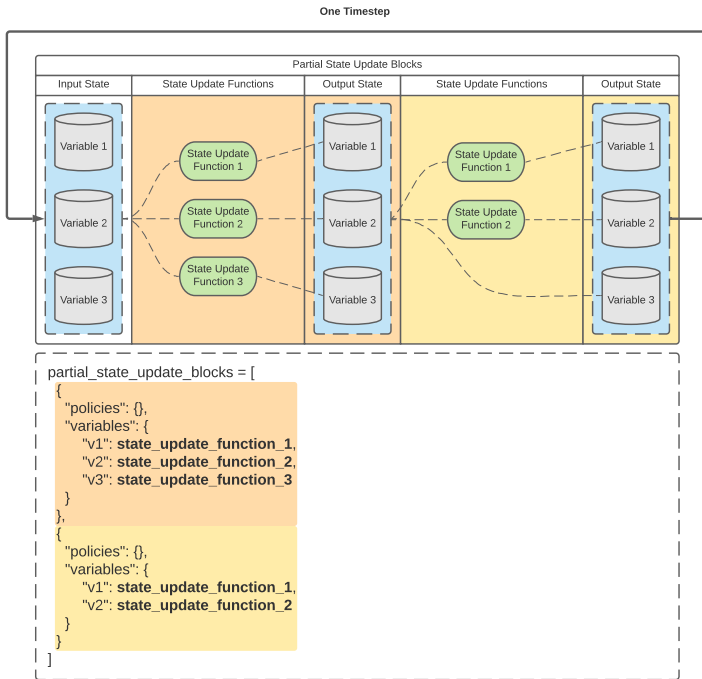 One Timestep
Partial State Update Blocks
Input State
State Update Functions
Output State
State Update Functions
Output State
Variable 1
Variable 2
Variable 3
State Update
Function 1
State Update
Function 2
State Update
Function 3
Variable 1
Variable 2
Variable 3
State Update
Function 1
State Update
Function 2
Variable 1
Variable 2
Variable 3
partial_state_update_blocks = [
{
"policies": {},
"variables": {
"v1": state_update_function_1,
"v2": state_update_function_2,
"v3": state_update_function_3
}
},
{
"policies": {},
"variables": {
"v1": state_update_function_1,
"v2": state_update_function_2
}
}
]